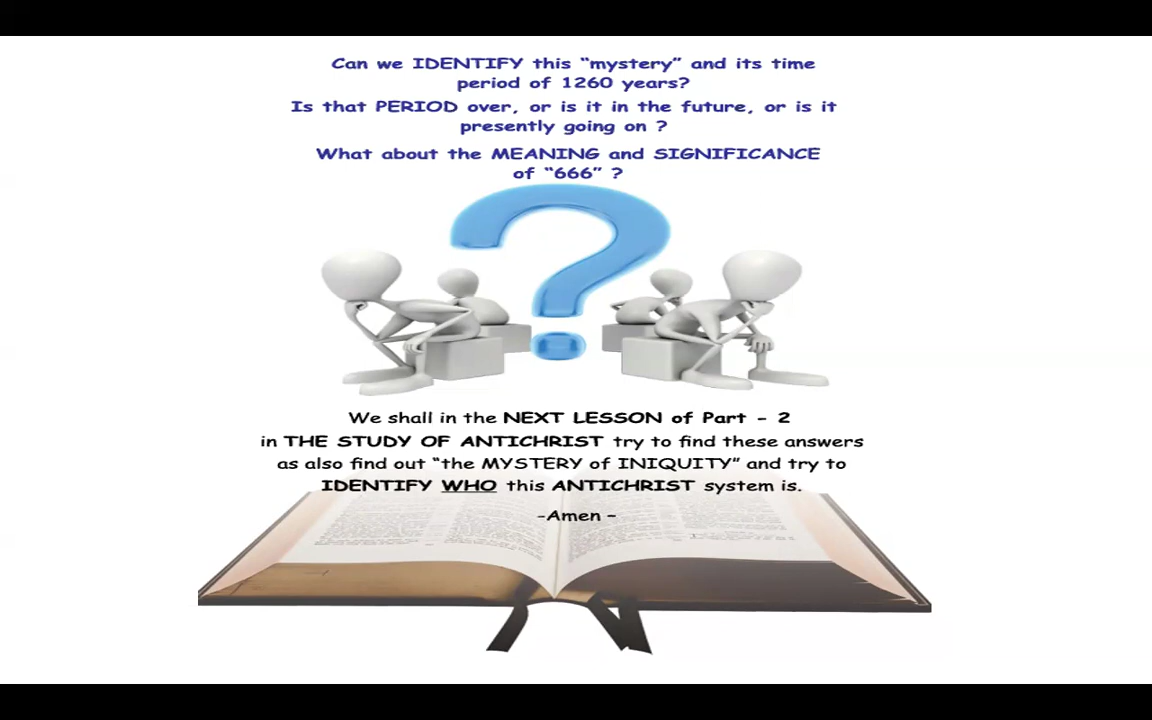 Can we IDENTIFY this “mystery” and its time
period of 1260 years?
Is that PERIOD over, or is it in the future, or is it
presently going on ?
What about the MEANING and SIGNIFICANCE
of “666” ?
We shall in the NEXT LESSON of Part - 2
in THE STUDY OF ANTICHRIST try to find these answers
as also find out “the MYSTERY of INIQUITY” and try to
IDENTIFY WHO this ANTICHRIST system is.
-Amen –